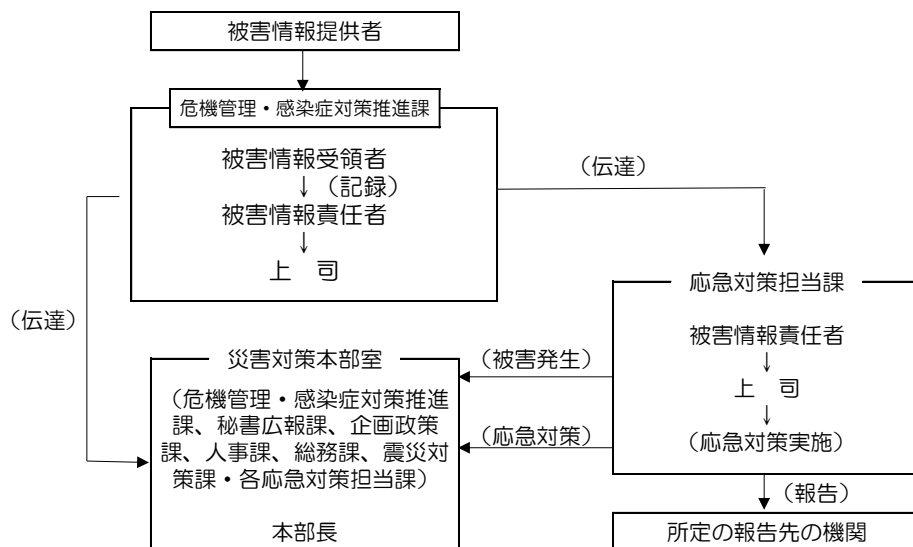 被害情報提供者
危機管理・感染症対策推進課
被害情報受領者
↓（記録）
被害情報責任者
↓
上　司
（伝達）
（伝達）
応急対策担当課
被害情報責任者
↓
上　司
↓
（応急対策実施）
（被害発生）
（応急対策）
災害対策本部室
（危機管理・感染症対策推進
課、秘書広報課、企画政策
課、人事課、総務課、震災対
策課・各応急対策担当課）
本部長
（報告）
所定の報告先の機関